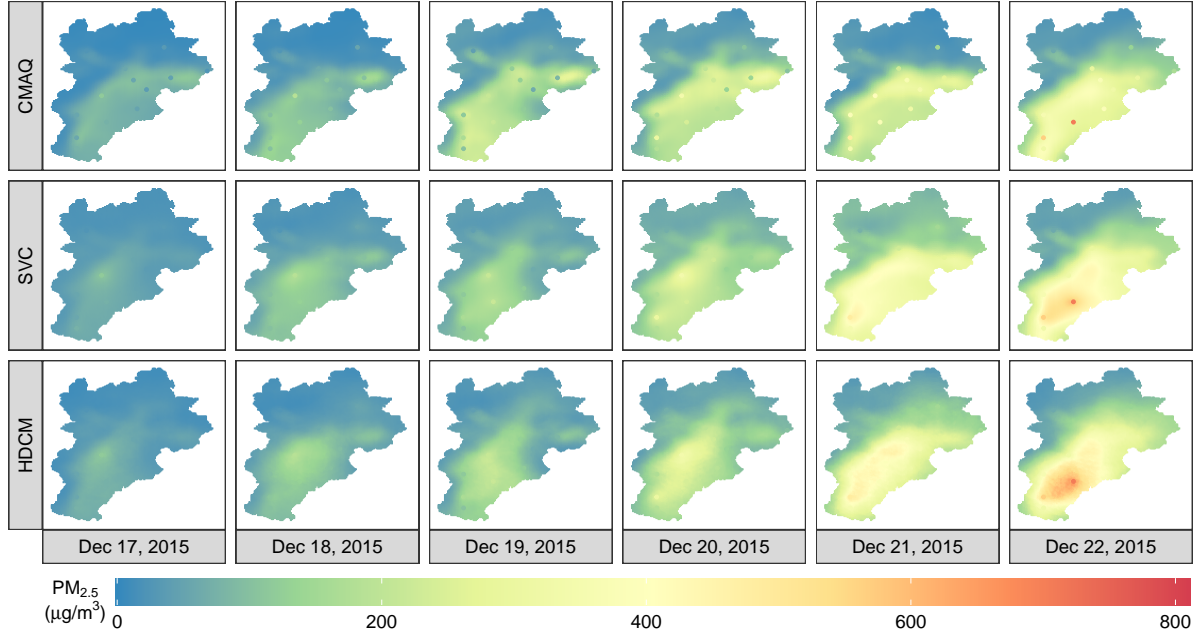 CMAQ
SVC
HDCM
Dec 17, 2015
Dec 18, 2015
Dec 19, 2015
Dec 20, 2015
Dec 21, 2015
Dec 22, 2015
PM2.5
(μg/m³)
0
200
400
600
800